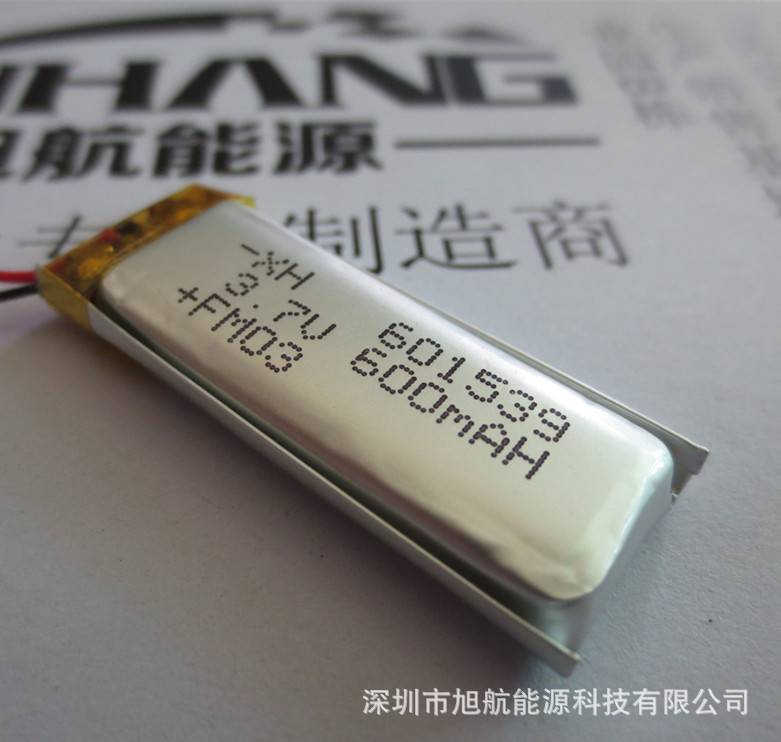 HANG
旭航能源
专 制造商
-XH 601539
3.7V 600mAH
+FM03
深圳市旭航能源科技有限公司